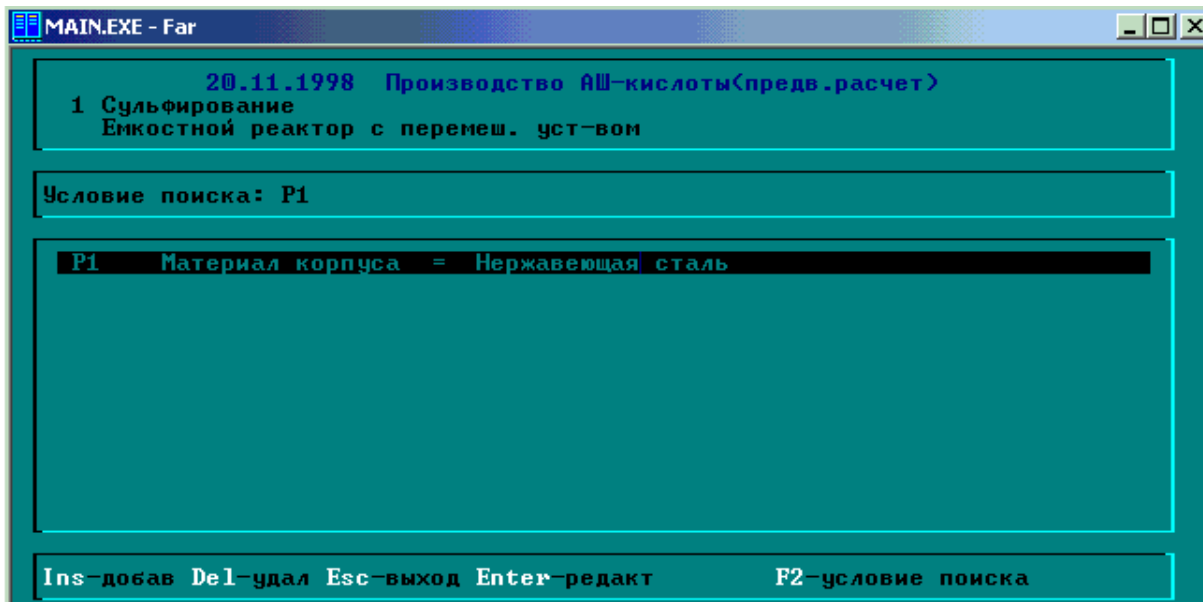 MAIN.EXE - Far
20.11.1998 Производство АШ-кислоты(предв.расчет)
1 Сульфирование
Емкостной реактор с перемеш. уст-вом
Условие поиска: P1
P1 Материал корпуса = Нержавеющая сталь
Ins-добав Del-удал Esc-выход Enter-редакт F2-условие поиска